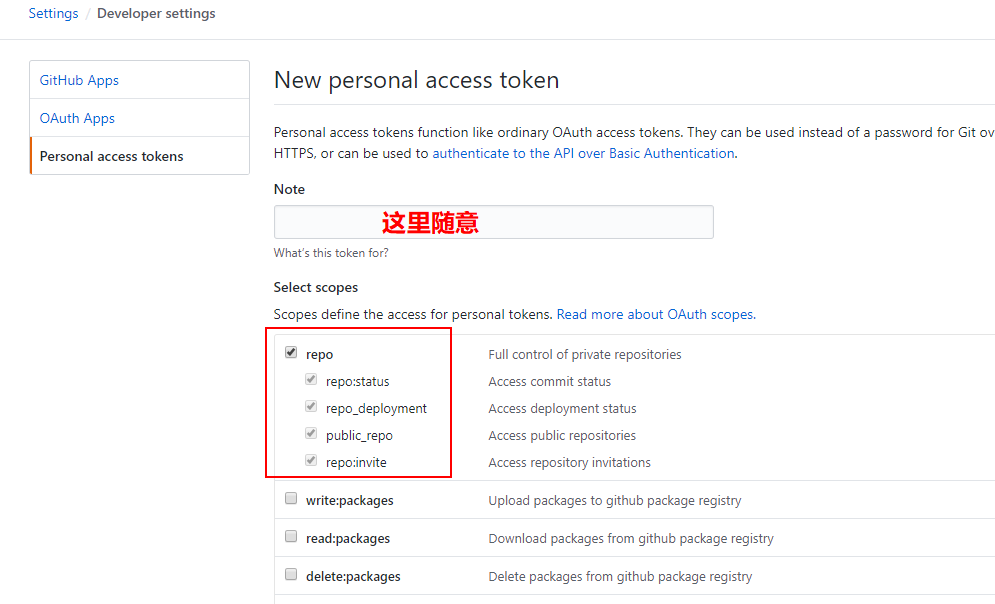 Settings / Developer settings
GitHub Apps
OAuth Apps
Personal access tokens
New personal access token
Personal access tokens function like ordinary OAuth access tokens. They can be used instead of a password for Git ov
HTTPS, or can be used to authenticate to the API over Basic Authentication.
Note
这里随意
What's this token for?
Select scopes
Scopes define the access for personal tokens. Read more about OAuth scopes.
repo Full control of private repositories
repo:status Access commit status
repo_deployment Access deployment status
public_repo Access public repositories
repo:invite Access repository invitations
write:packages Upload packages to github package registry
read:packages Download packages from github package registry
delete:packages Delete packages from github package registry